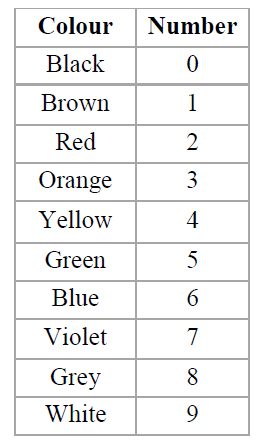 Colour Number
Black 0
Brown 1
Red 2
Orange 3
Yellow 4
Green 5
Blue 6
Violet 7
Grey 8
White 9